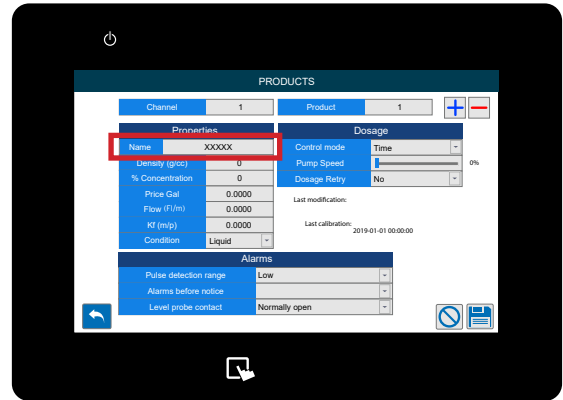 PRODUCTS
Channel 1 Product 1
Properties
Name XXXXX
Density (g/cc) 0
% Concentration 0
Price Gal 0.0000
Flow (Fl/m) 0.0000
Kf (m/p) 0.0000
Condition Liquid
Dosage
Control mode Time
Pump Speed 0%
Dosage Retry No
Last modification:
Last calibration:
2019-01-01 00:00:00
Alarms
Pulse detection range Low
Alarms before notice
Level probe contact Normally open